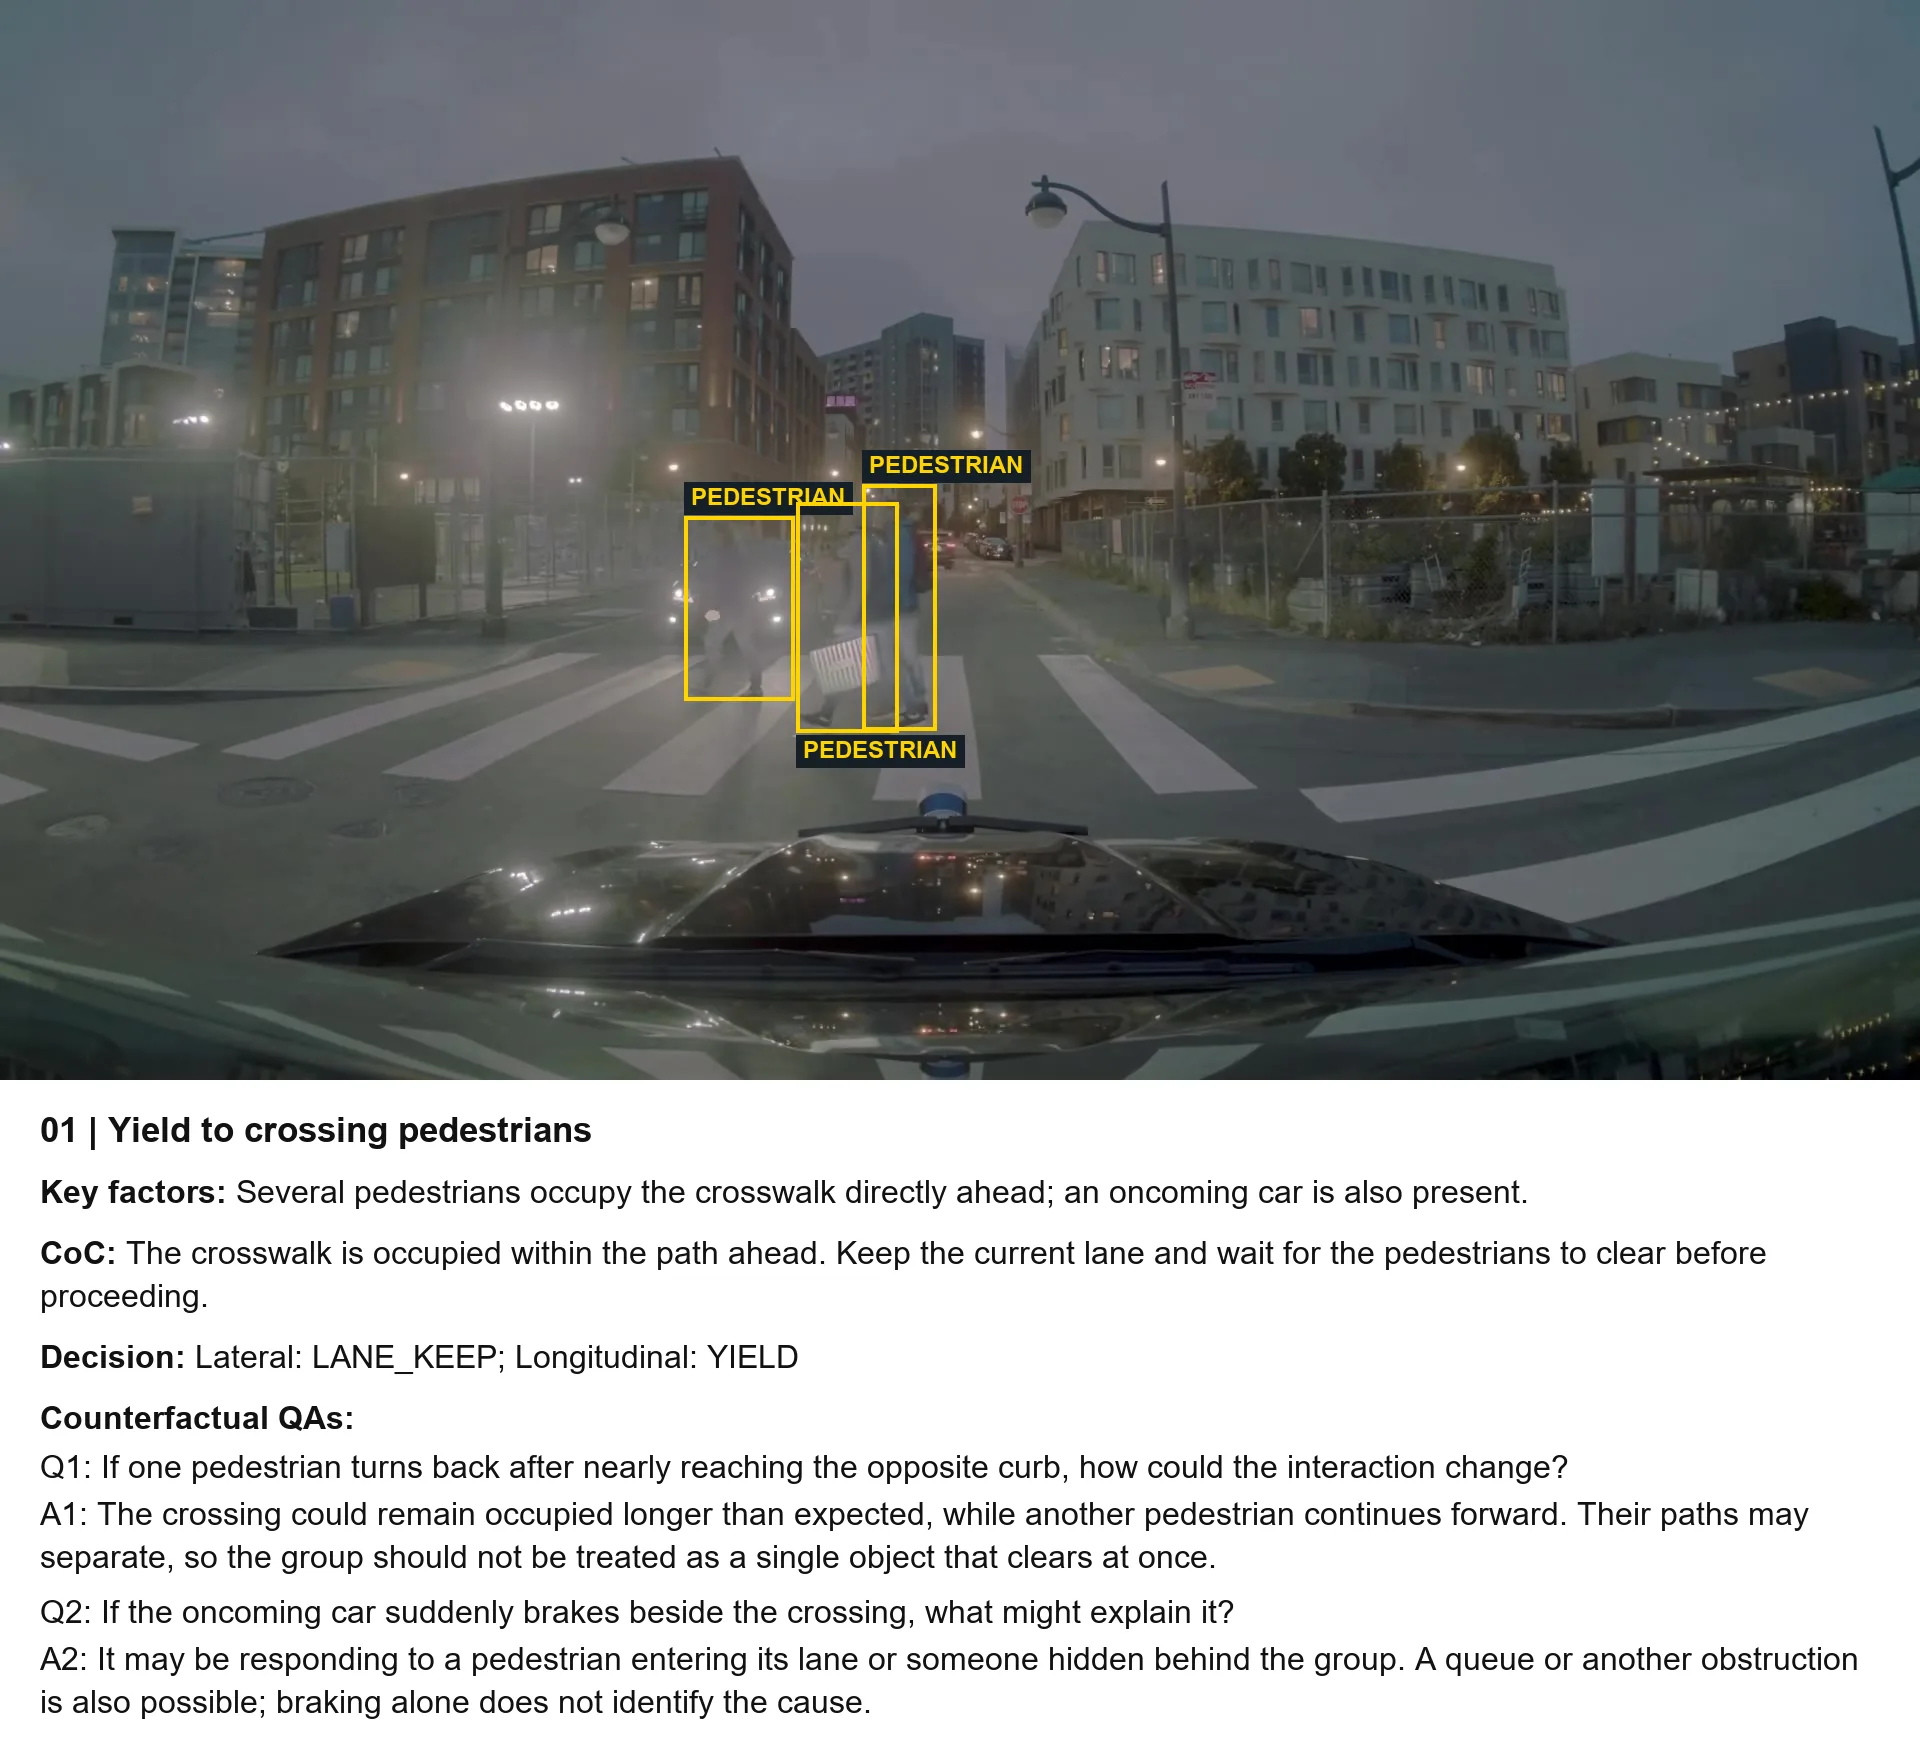 PEDESTRIAN
PEDESTRIAN
PEDESTRIAN
01 | Yield to crossing pedestrians
Key factors: Several pedestrians occupy the crosswalk directly ahead; an oncoming car is also present.
CoC: The crosswalk is occupied within the path ahead. Keep the current lane and wait for the pedestrians to clear before
proceeding.
Decision: Lateral: LANE_KEEP; Longitudinal: YIELD
Counterfactual QAs:
Q1: If one pedestrian turns back after nearly reaching the opposite curb, how could the interaction change?
A1: The crossing could remain occupied longer than expected, while another pedestrian continues forward. Their paths may
separate, so the group should not be treated as a single object that clears at once.
Q2: If the oncoming car suddenly brakes beside the crossing, what might explain it?
A2: It may be responding to a pedestrian entering its lane or someone hidden behind the group. A queue or another obstruction
is also possible; braking alone does not identify the cause.